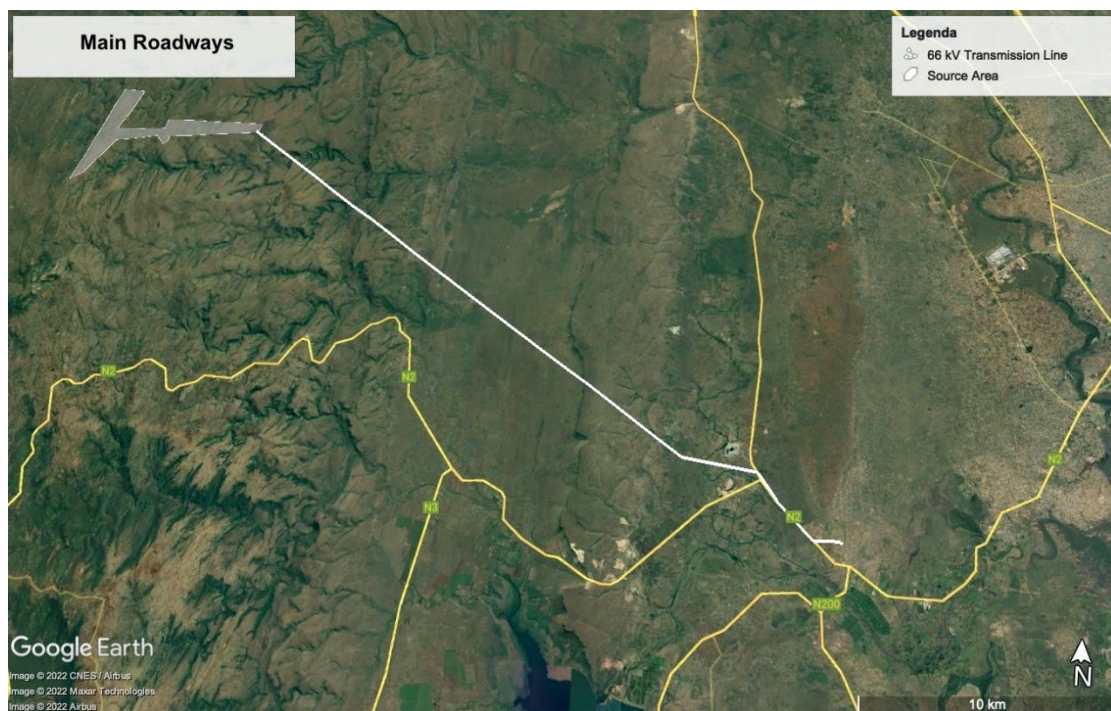 Main Roadways
Legenda
66 kV Transmission Line
Source Area
N2
N2
N3
N2
N2
N200
Google Earth
Image © 2022 CNES / Airbus
Image © 2022 Maxar Technologies
Image © 2022 Airbus
N
10 km